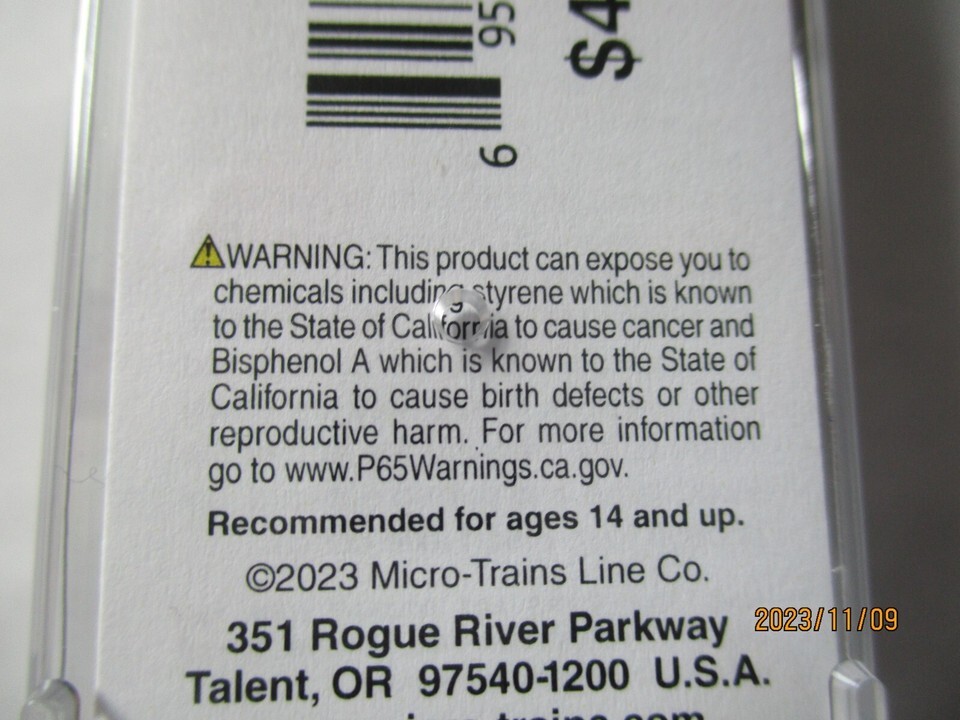 95
$4
6
⚠WARNING: This product can expose you to
chemicals including styrene which is known
to the State of California to cause cancer and
Bisphenol A which is known to the State of
California to cause birth defects or other
reproductive harm. For more information
go to www.P65Warnings.ca.gov.
Recommended for ages 14 and up.
©2023 Micro-Trains Line Co.
351 Rogue River Parkway
Talent, OR 97540-1200 U.S.A.
2023/11/09